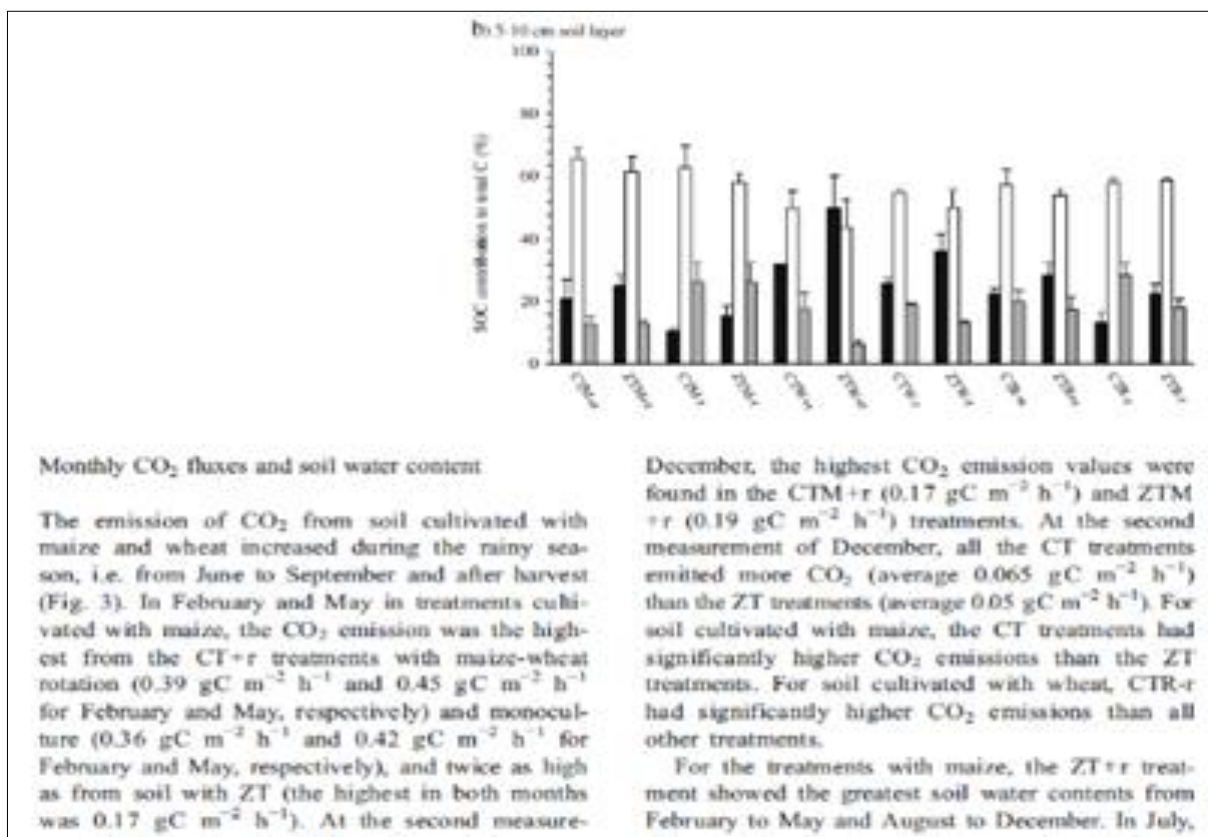 b) 5-10 cm soil layer
SOC contribution to total C (%)
100
80
60
40
20
0
Monthly CO₂ fluxes and soil water content
The emission of CO₂ from soil cultivated with
maize and wheat increased during the rainy sea-
son, i.e. from June to September and after harvest
(Fig. 3). In February and May in treatments culti-
vated with maize, the CO₂ emission was the high-
est from the CT+r treatments with maize-wheat
rotation (0.39 gC m⁻² h⁻¹ and 0.45 gC m⁻² h⁻¹
for February and May, respectively) and monocul-
ture (0.36 gC m⁻² h⁻¹ and 0.42 gC m⁻² h⁻¹ for
February and May, respectively), and twice as high
as from soil with ZT (the highest in both months
was 0.17 gC m⁻² h⁻¹). At the second measure-
December, the highest CO₂ emission values were
found in the CTM+r (0.17 gC m⁻² h⁻¹) and ZTM
+r (0.19 gC m⁻² h⁻¹) treatments. At the second
measurement of December, all the CT treatments
emitted more CO₂ (average 0.065 gC m⁻² h⁻¹)
than the ZT treatments (average 0.05 gC m⁻² h⁻¹). For
soil cultivated with maize, the CT treatments had
significantly higher CO₂ emissions than the ZT
treatments. For soil cultivated with wheat, CTR-r
had significantly higher CO₂ emissions than all
other treatments.
For the treatments with maize, the ZT+r treat-
ment showed the greatest soil water contents from
February to May and August to December. In July,